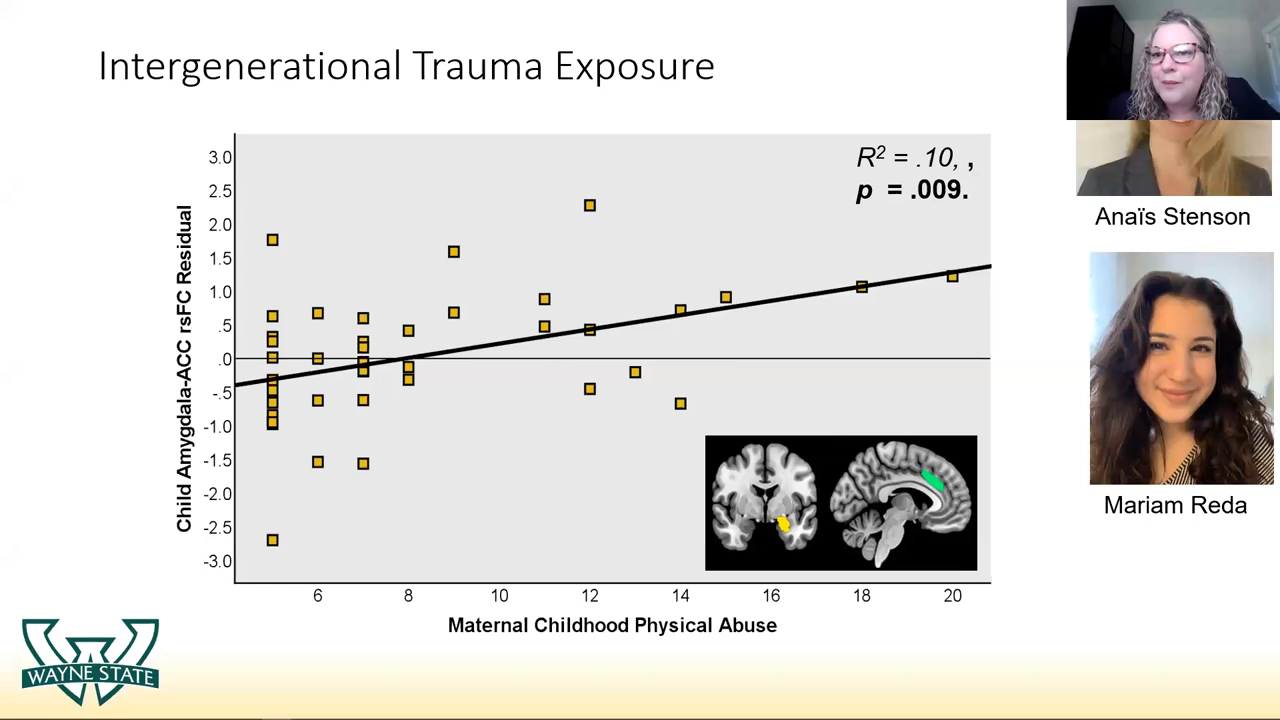 Intergenerational Trauma Exposure
R² = .10, ,
p = .009.
Child Amygdala-ACC rsFC Residual
3.0
2.5
2.0
1.5
1.0
.5
.0
-.5
-1.0
-1.5
-2.0
-2.5
-3.0
6 8 10 12 14 16 18 20
Maternal Childhood Physical Abuse
Anaïs Stenson
Mariam Reda
WAYNE STATE